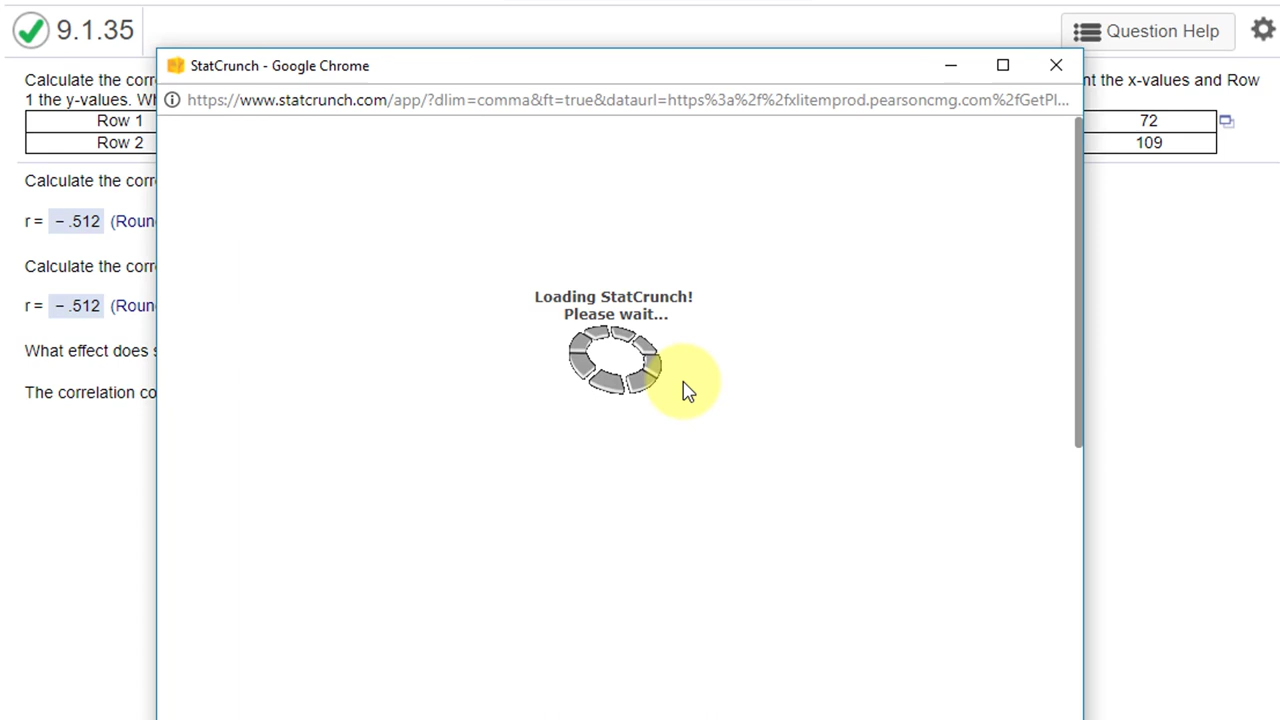 9.1.35
Question Help
StatCrunch - Google Chrome
https://www.statcrunch.com/app/?dlim=comma&ft=true&dataurl=https%3a%2f%2fxlitemprod.pearsoncmg.com%2fGetPl...
Calculate the corr
nt the x-values and Row
1 the y-values. Wh
Row 1
72
Row 2
109
Calculate the corre
r = − .512 (Roun
Calculate the corre
r = − .512 (Roun
What effect does s
The correlation co
Loading StatCrunch!
Please wait...